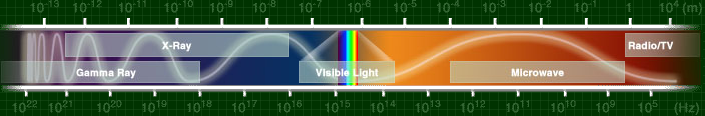 10⁻¹³ 10⁻¹² 10⁻¹¹ 10⁻¹⁰ 10⁻⁹ 10⁻⁸ 10⁻⁷ 10⁻⁶ 10⁻⁵ 10⁻⁴ 10⁻³ 10⁻² 10⁻¹ 1 10⁴ (m)
X-Ray Radio/TV
Gamma Ray Visible Light Microwave
10²² 10²¹ 10²⁰ 10¹⁹ 10¹⁸ 10¹⁷ 10¹⁶ 10¹⁵ 10¹⁴ 10¹³ 10¹² 10¹¹ 10¹⁰ 10⁹ 10⁵ (Hz)